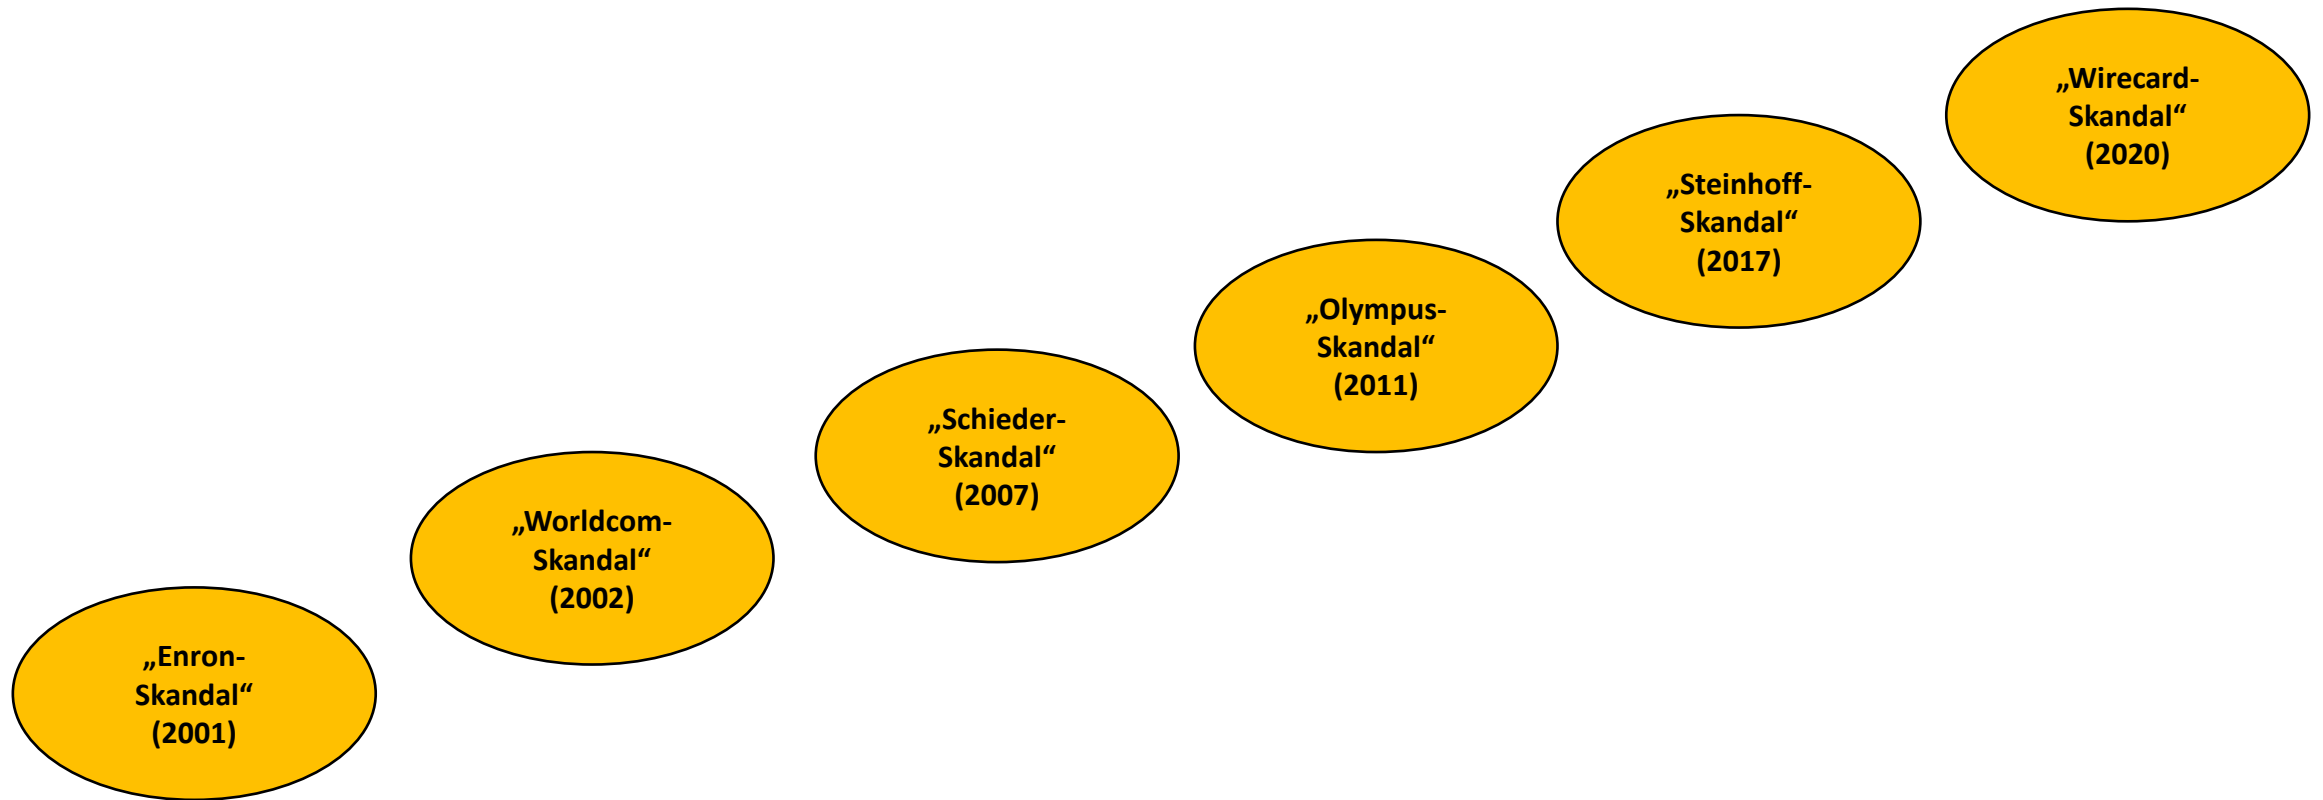 „Enron-
Skandal“
(2001)
„Worldcom-
Skandal“
(2002)
„Schieder-
Skandal“
(2007)
„Olympus-
Skandal“
(2011)
„Steinhoff-
Skandal“
(2017)
„Wirecard-
Skandal“
(2020)